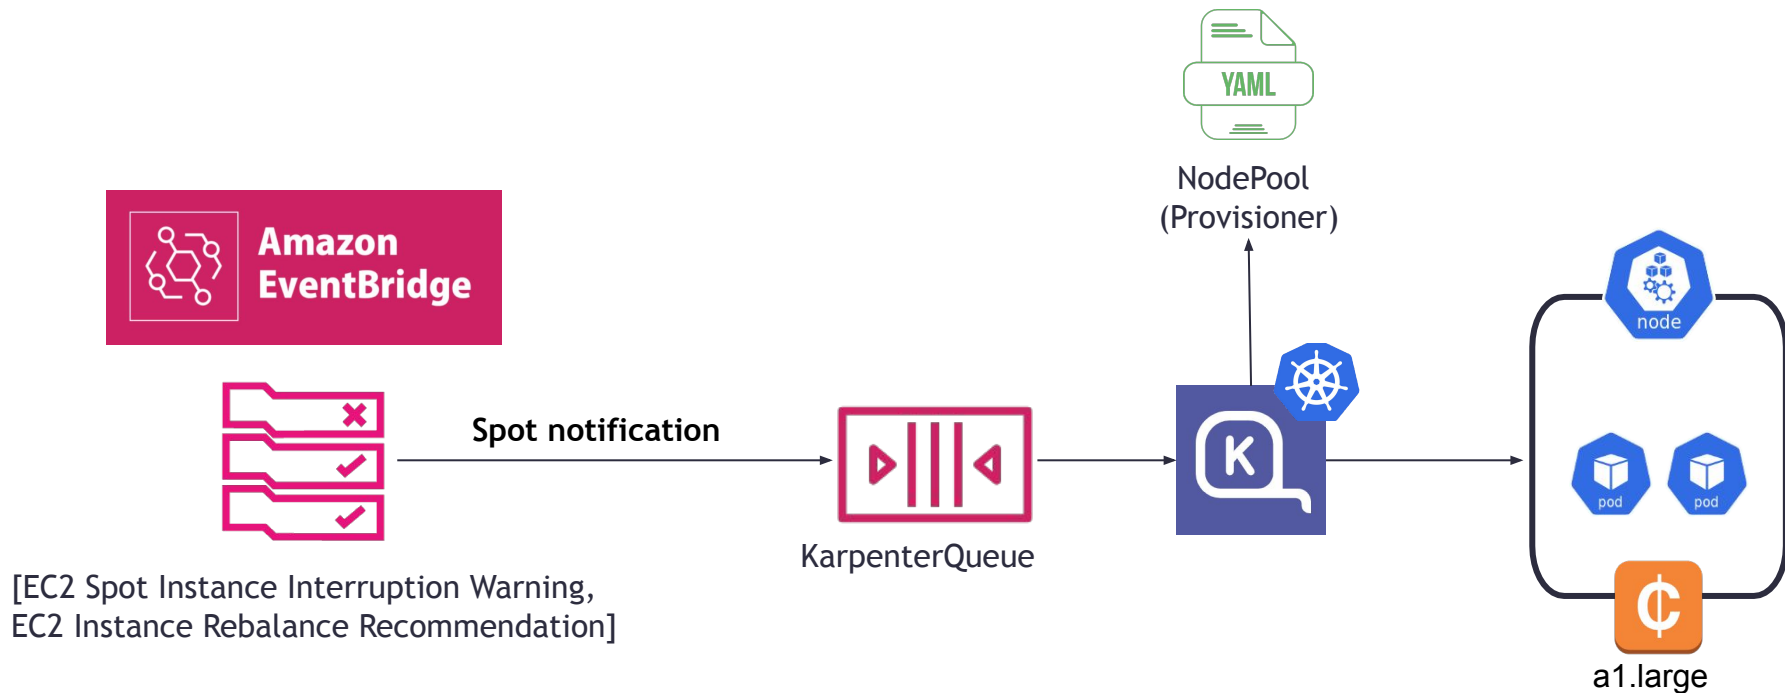 YAML
NodePool
(Provisioner)
Amazon
EventBridge
node
Spot notification
K
pod
pod
KarpenterQueue
[EC2 Spot Instance Interruption Warning,
EC2 Instance Rebalance Recommendation]
₵
a1.large